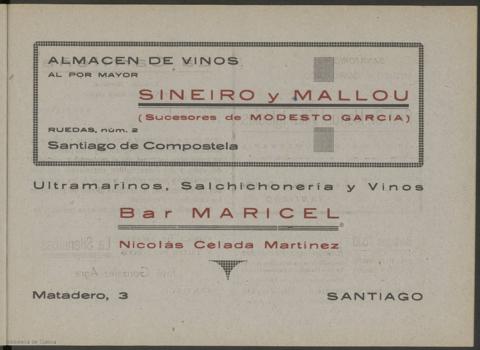 ALMACEN DE VINOS
AL POR MAYOR
SINEIRO y MALLOU
(Sucesores de MODESTO GARCIA)
RUEDAS, núm. 2
Santiago de Compostela
Ultramarinos, Salchichonería y Vinos
Bar MARICEL
Nicolás Celada Martínez
Matadero, 3
SANTIAGO